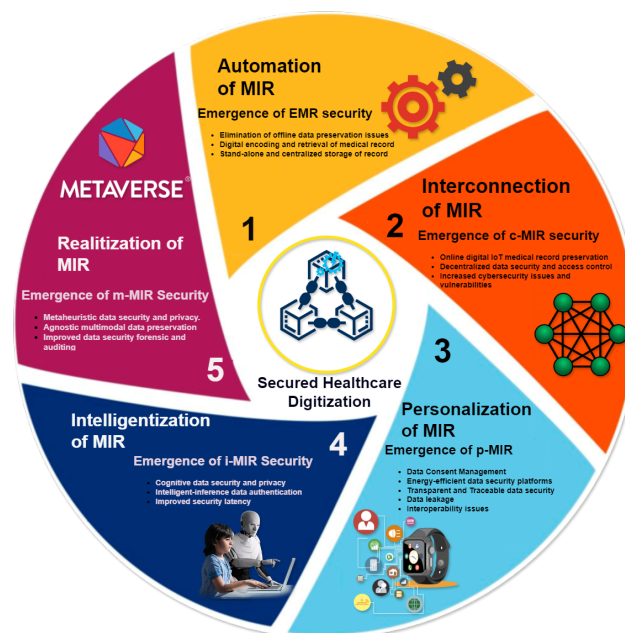 Automation
of MIR
Emergence of EMR security
• Elimination of offline data preservation issues
• Digital encoding and retrieval of medical record
• Stand-alone and centralized storage of record
1
Interconnection
of MIR
2
Emergence of c-MIR security
• Online digital IoT medical record preservation
• Decentralized data security and access control
• Increased cybersecurity issues and
vulnerabilities
3
Personalization
of MIR
Emergence of p-MIR
• Data Consent Management
• Energy-efficient data security platforms
• Transparent and Traceable data security
• Data leakage
• Interoperability issues
4
Intelligentization
of MIR
Emergence of i-MIR Security
• Cognitive data security and privacy
• Intelligent-inference data authentication
• Improved security latency
METAVERSE®
Realitization of
MIR
Emergence of m-MIR Security
• Metaheuristic data security and privacy.
• Agnostic multimodal data preservation
• Improved data security forensic and
auditing
5
Secured Healthcare
Digitization